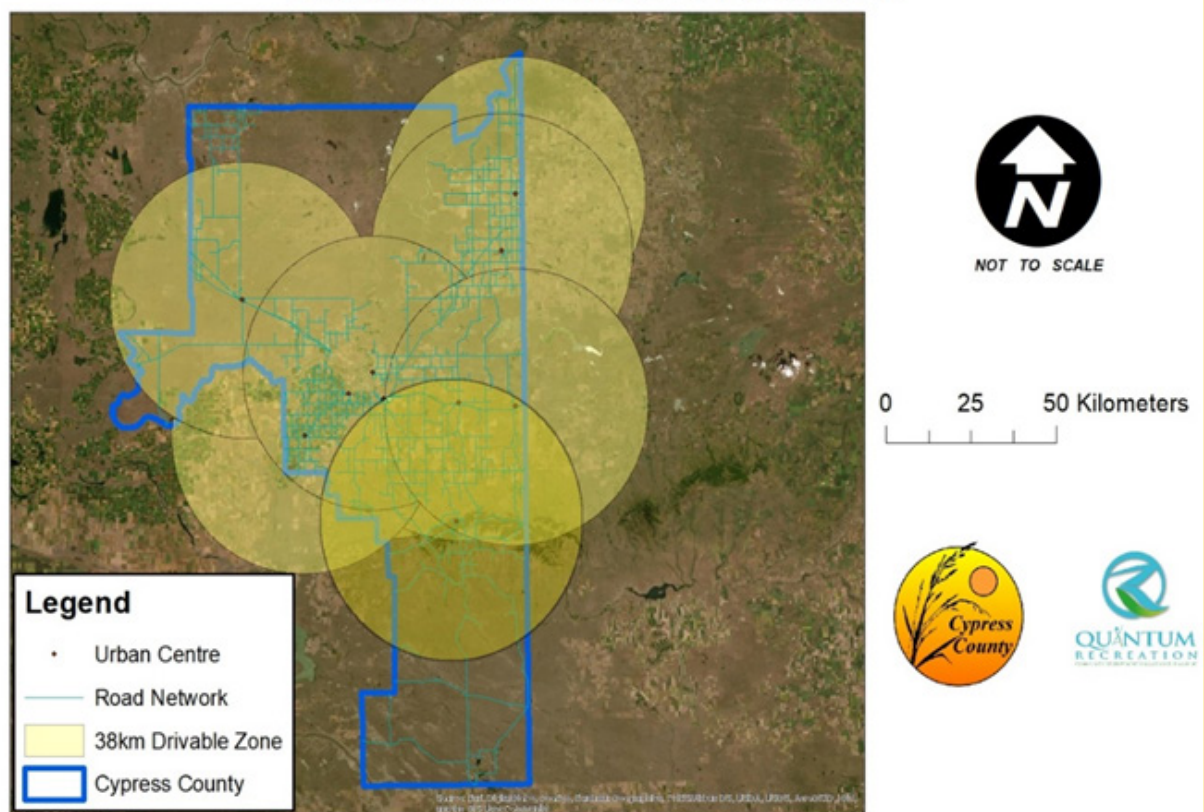 N
NOT TO SCALE
0 25 50 Kilometers
Legend
Urban Centre
Road Network
38km Drivable Zone
Cypress County
Cypress
County
QUANTUM
RECREATION